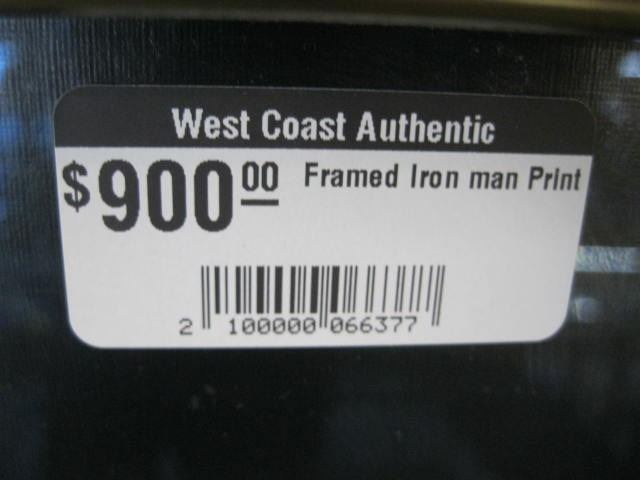 West Coast Authentic
$900.00 Framed Iron man Print
2 100000 066377